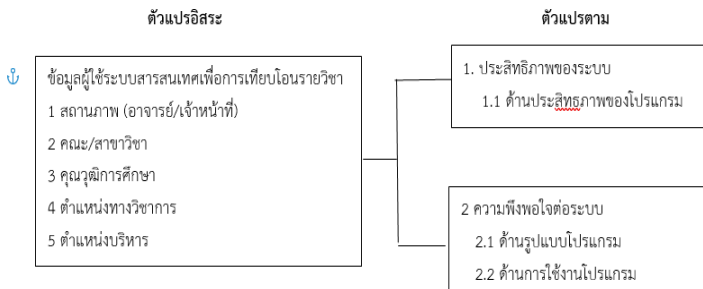 ตัวแปรอิสระ
ข้อมูลผู้ใช้ระบบสารสนเทศเพื่อการเทียบโอนรายวิชา
1 สถานภาพ (อาจารย์/เจ้าหน้าที่)
2 คณะ/สาขาวิชา
3 คุณวุฒิการศึกษา
4 ตำแหน่งทางวิชาการ
5 ตำแหน่งบริหาร
ตัวแปรตาม
1. ประสิทธิภาพของระบบ
1.1 ด้านประสิทธภาพของโปรแกรม
2 ความพึงพอใจต่อระบบ
2.1 ด้านรูปแบบโปรแกรม
2.2 ด้านการใช้งานโปรแกรม